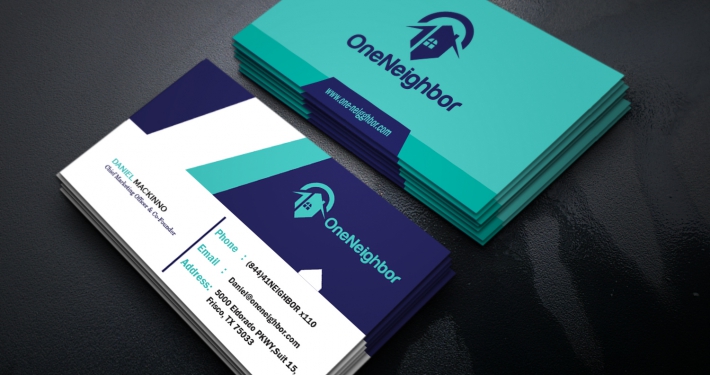 OneNeighbor
www.one-neigghbor.com
DANIEL MACKINNO
Chief Marketing Officer & Co-Founder
OneNeighbor
Phone : (844)41NEIGHBOR x110
Email : Daniel@oneneighbor.com
Address: 5000 Eldorado PKWY,Suit 15,
Frisco, TX 75033